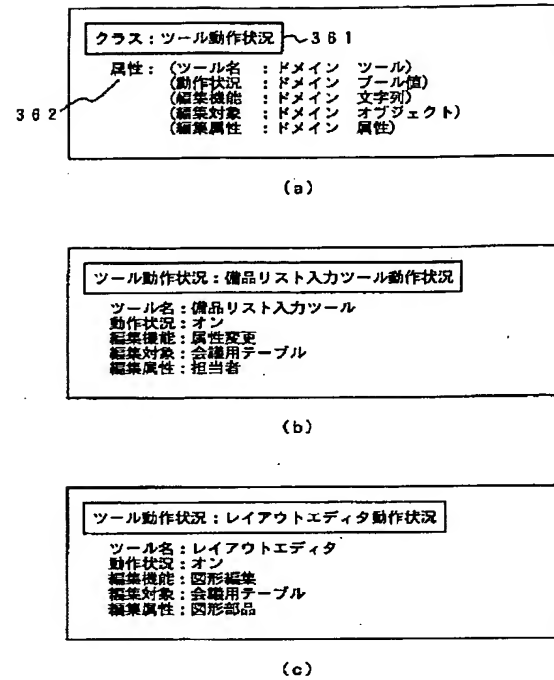 クラス：ツール動作状況 361
属性：（ツール名 ：ドメイン ツール）
（動作状況 ：ドメイン ブール値）
（編集機能 ：ドメイン 文字列）
（編集対象 ：ドメイン オブジェクト）
（編集属性 ：ドメイン 属性）
362
(a)
ツール動作状況：備品リスト入力ツール動作状況
ツール名：備品リスト入力ツール
動作状況：オン
編集機能：属性変更
編集対象：会議用テーブル
編集属性：担当者
(b)
ツール動作状況：レイアウトエディタ動作状況
ツール名：レイアウトエディタ
動作状況：オン
編集機能：図形編集
編集対象：会議用テーブル
編集属性：図形部品
(c)